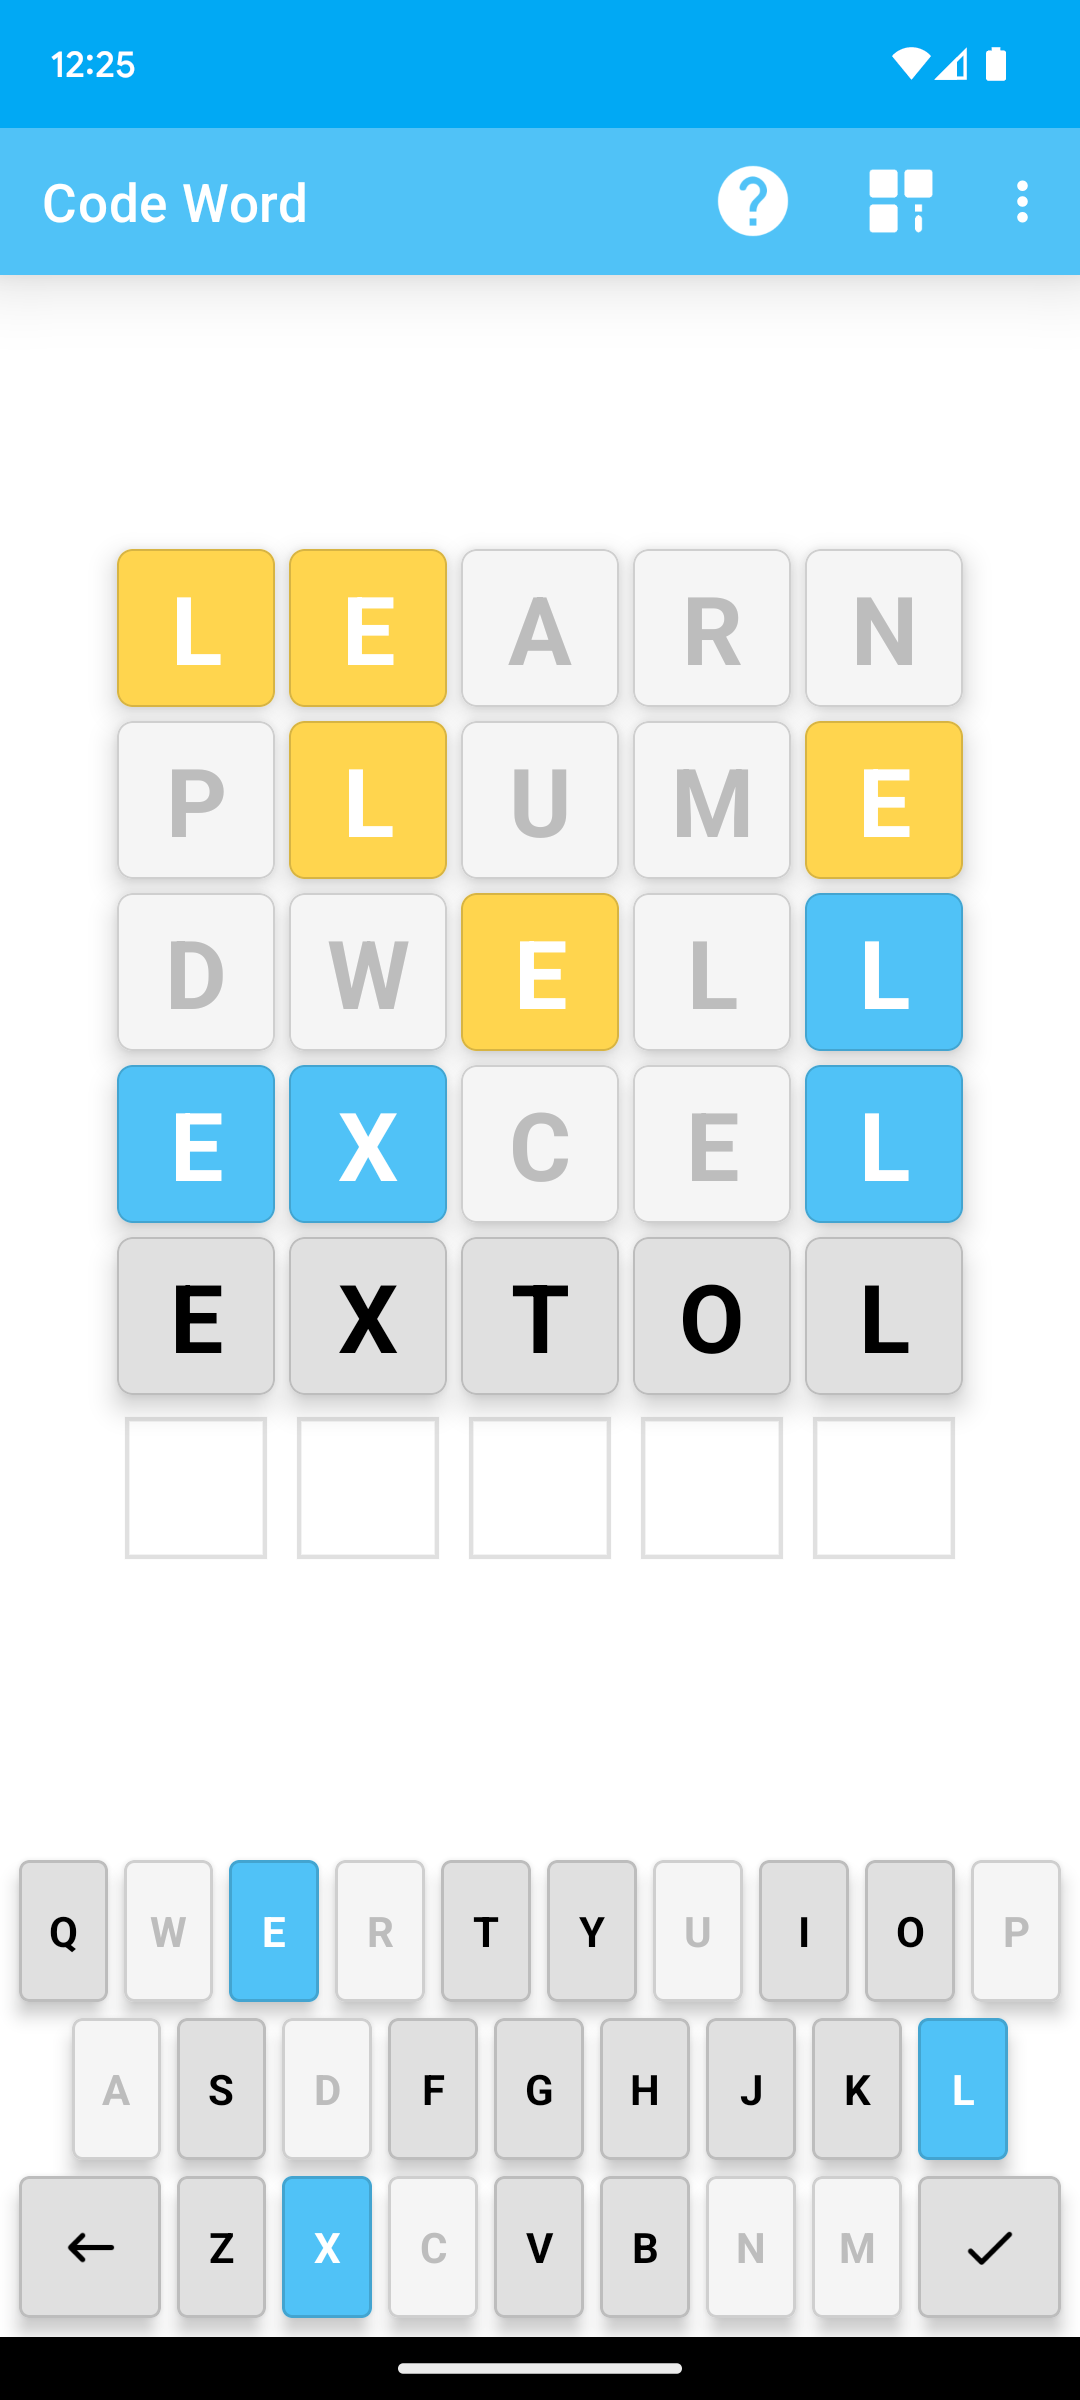 12:25
Code Word
L E A R N
P L U M E
D W E L L
E X C E L
E X T O L
Q W E R T Y U I O P
A S D F G H J K L
Z X C V B N M